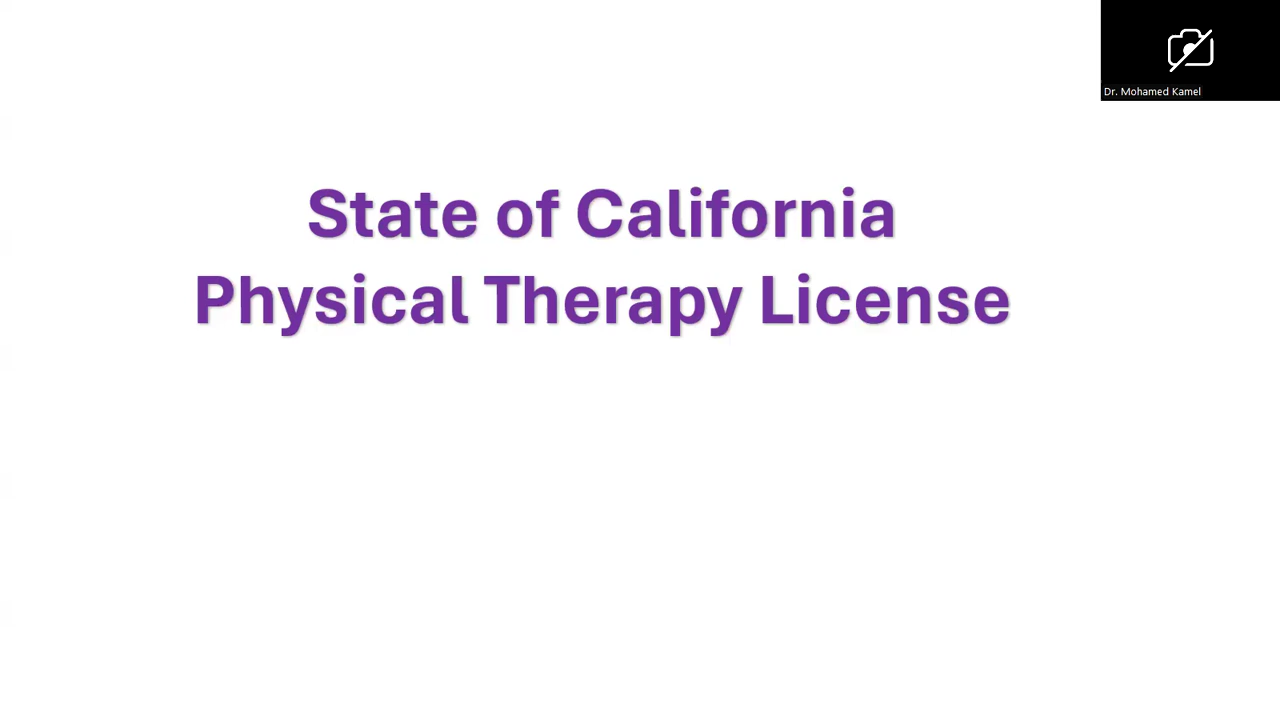 Dr. Mohamed Kamel
State of California
Physical Therapy License